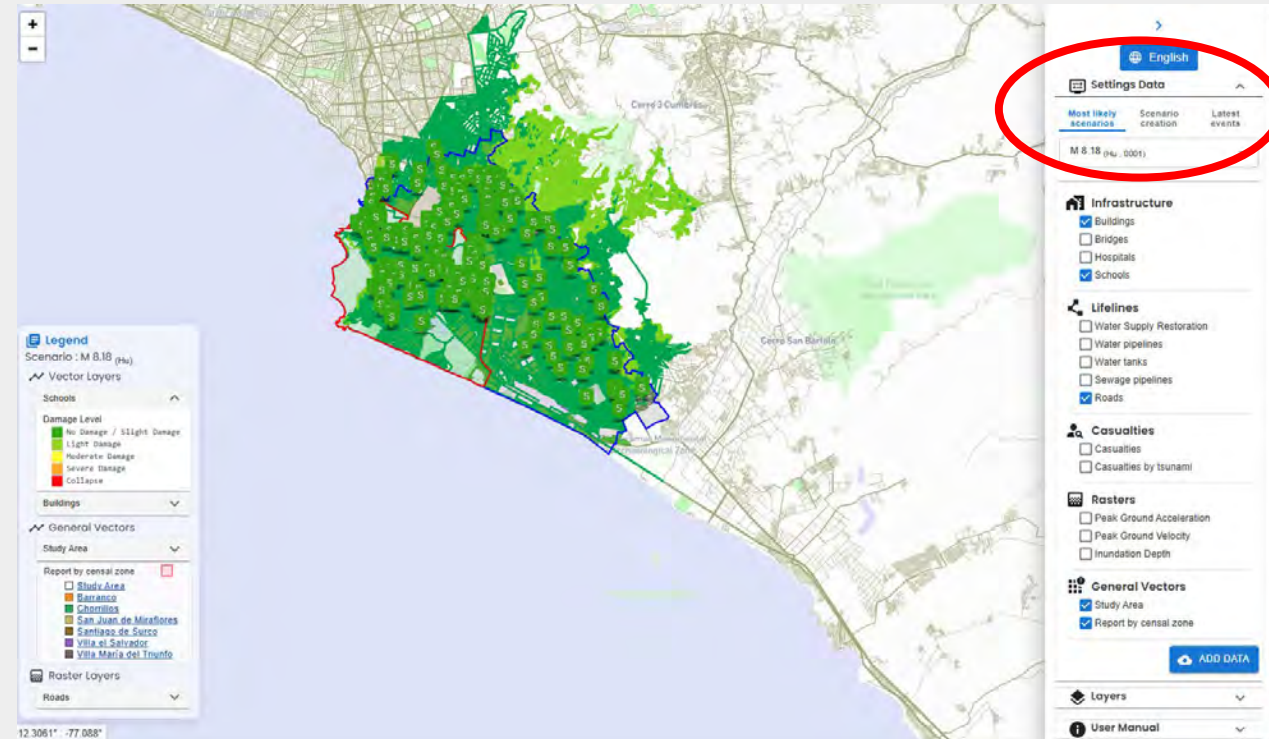 +
−
English
Settings Data
Most likely scenarios
Scenario creation
Latest events
M 8.18 (Hu , 0001)
Infrastructure
Buildings
Bridges
Hospitals
Schools
Lifelines
Water Supply Restoration
Water pipelines
Water tanks
Sewage pipelines
Roads
Casualties
Casualties
Casualties by tsunami
Rasters
Peak Ground Acceleration
Peak Ground Velocity
Inundation Depth
General Vectors
Study Area
Report by censal zone
ADD DATA
Layers
User Manual
Cerro 3 Cumbres
Cerro San Bartolo
Legend
Scenario : M 8.18 (Hu)
Vector Layers
Schools
Damage Level
No Damage / Slight Damage
Light Damage
Moderate Damage
Severe Damage
Collapse
Buildings
General Vectors
Study Area
Report by censal zone
Study Area
Barranco
Chorrillos
San Juan de Miraflores
Santiago de Surco
Villa el Salvador
Villa María del Triunfo
Raster Layers
Roads
12.3061° -77.088°